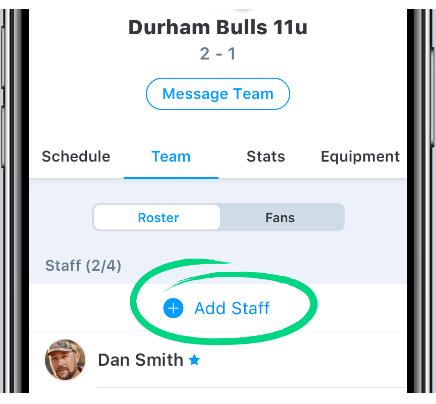 Durham Bulls 11u
2 - 1
Message Team
Schedule Team Stats Equipment
Roster Fans
Staff (2/4)
Add Staff
Dan Smith